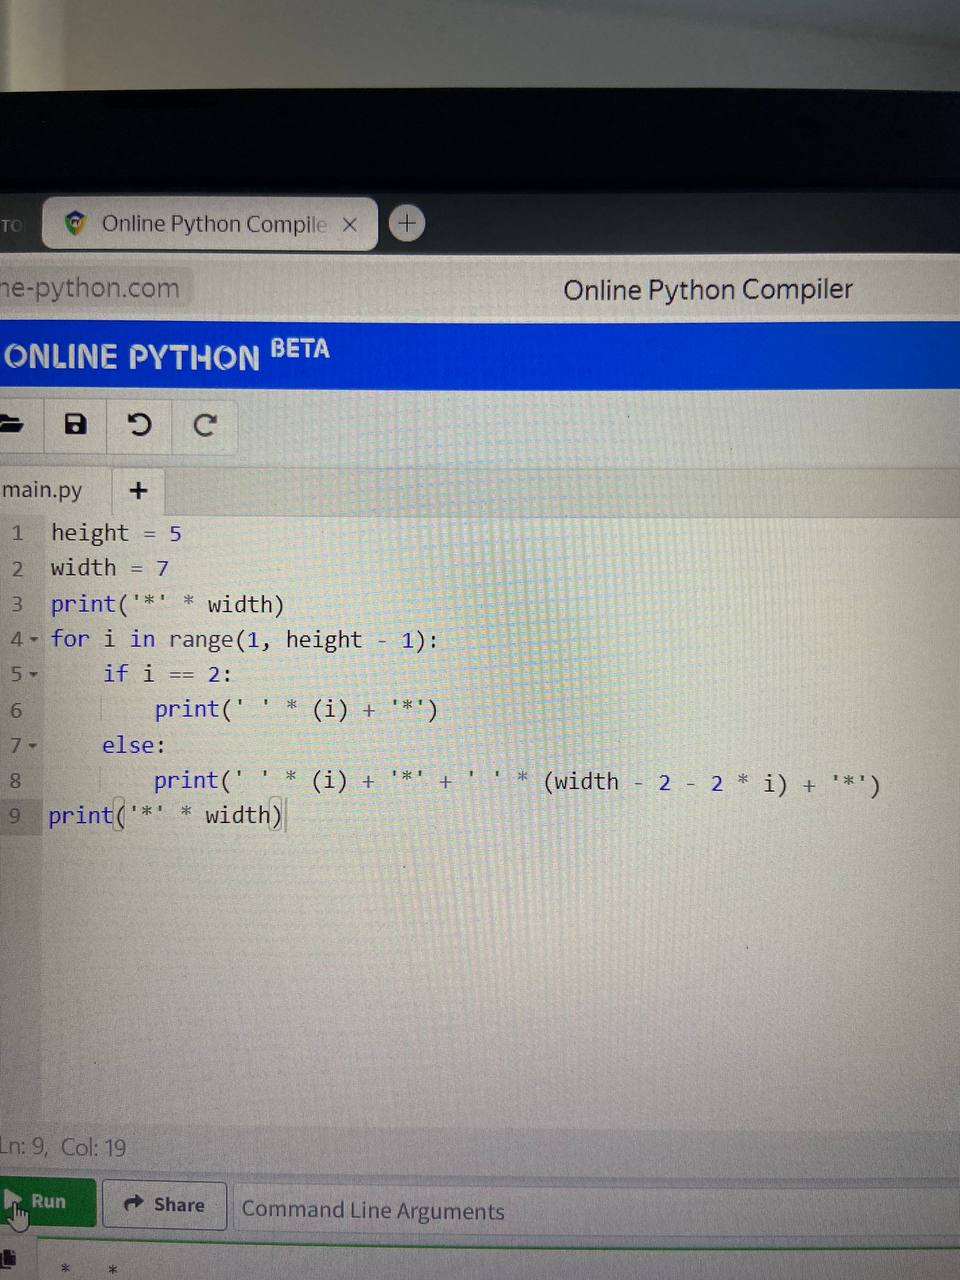 TO
Online Python Compile
ne-python.com
Online Python Compiler
ONLINE PYTHON BETA
main.py
1 height = 5
2 width = 7
3 print('*' * width)
4 for i in range(1, height - 1):
5     if i == 2:
6         print(' ' * (i) + '*')
7     else:
8         print(' ' * (i) + '*' + ' ' * (width - 2 - 2 * i) + '*')
9 print('*' * width)
Ln: 9, Col: 19
Run
Share
Command Line Arguments
*   *